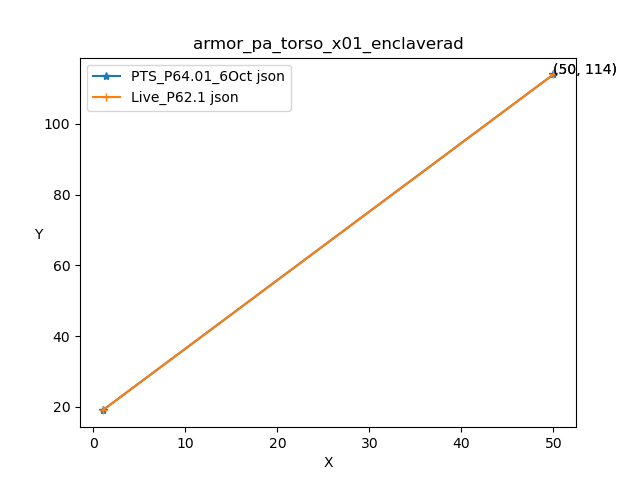 armor_pa_torso_x01_enclaverad
PTS_P64.01_6Oct json
Live_P62.1 json
(50, 114)
100
80
60
40
20
Y
0 10 20 30 40 50
X